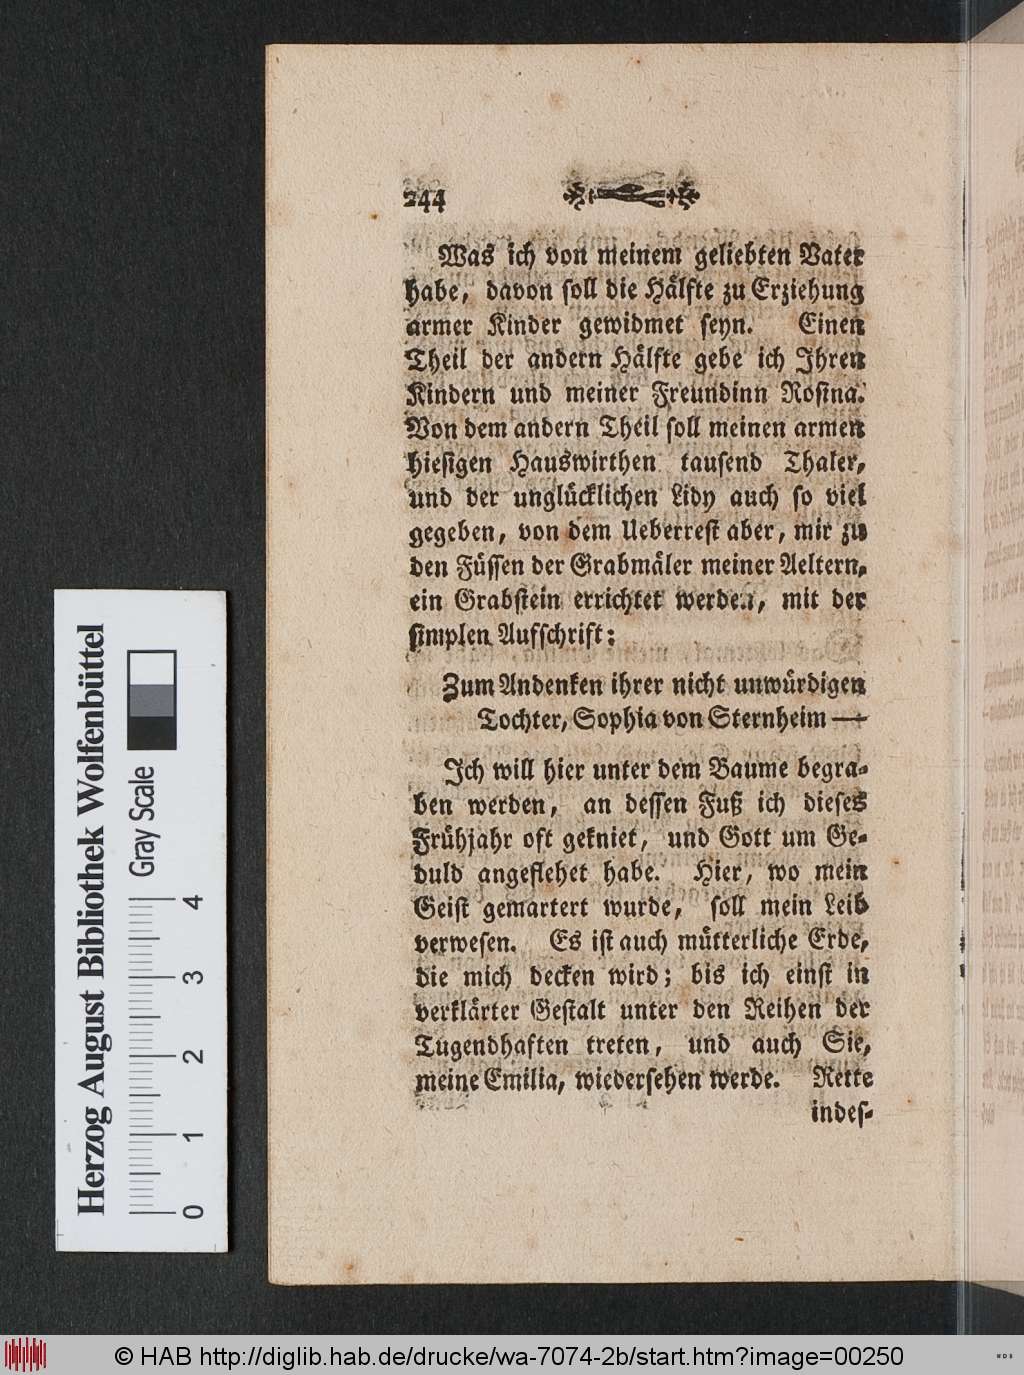 244
Was ich von meinem geliebten Vater
habe, davon ſoll die Hälfte zu Erziehung
armer Kinder gewidmet ſeyn. Einen
Theil der andern Hälfte gebe ich Ihren
Kindern und meiner Freundinn Roſina.
Von dem andern Theil ſoll meinen armen
hieſigen Hauswirthen tauſend Thaler,
und der unglücklichen Lidy auch ſo viel
gegeben, von dem Ueberreſt aber, mir zu
den Füſſen der Grabmäler meiner Aeltern,
ein Grabſtein errichtet werden, mit der
ſimplen Aufſchrift:
Zum Andenken ihrer nicht unwürdigen
Tochter, Sophia von Sternheim —
Ich will hier unter dem Baume begra-
ben werden, an deſſen Fuß ich dieſes
Frühjahr oft gekniet, und Gott um Ge-
duld angeflehet habe. Hier, wo mein
Geiſt gemartert wurde, ſoll mein Leib
verweſen. Es iſt auch mütterliche Erde,
die mich decken wird; bis ich einſt in
verklärter Geſtalt unter den Reihen der
Tugendhaften treten, und auch Sie,
meine Emilia, wiederſehen werde. Rette
indeſ-
Herzog August Bibliothek Wolfenbüttel
Gray Scale
0 1 2 3 4
© HAB http://diglib.hab.de/drucke/wa-7074-2b/start.htm?image=00250